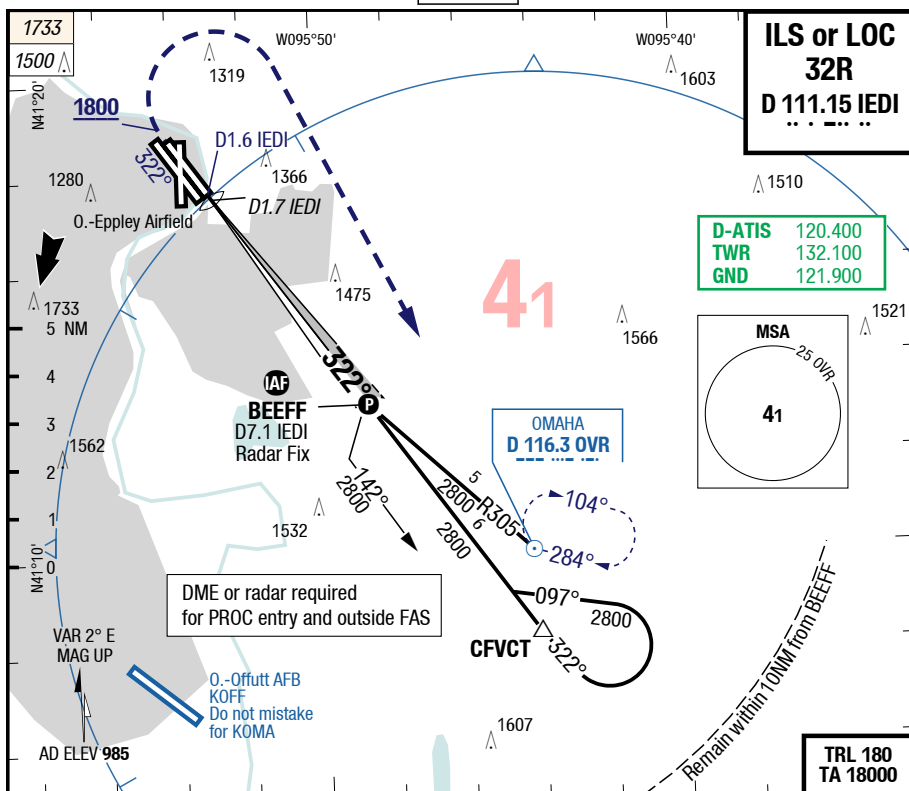 1733
1500
W095°50'
W095°40'
N41°20'
1319
1603
ILS or LOC
32R
D 111.15 IEDI
1800
D1.6 IEDI
322°
1366
1280
D1.7 IEDI
1510
O.-Eppley Airfield
D-ATIS 120.400
TWR 132.100
GND 121.900
41
1475
1733
1566
1521
5 NM
4
3
2
1
0
MSA
25 OVR
41
322°
IAF
BEEFF
P
D7.1 IEDI
Radar Fix
OMAHA
D 116.3 OVR
1562
142°
2800
5
2800
6
R305
104°
284°
1532
2800
N41°10'
DME or radar required
for PROC entry and outside FAS
097°
2800
CFVCT
322°
VAR 2° E
MAG UP
O.-Offutt AFB
KOFF
Do not mistake
for KOMA
1607
AD ELEV 985
Remain within 10NM from BEEFF
TRL 180
TA 18000